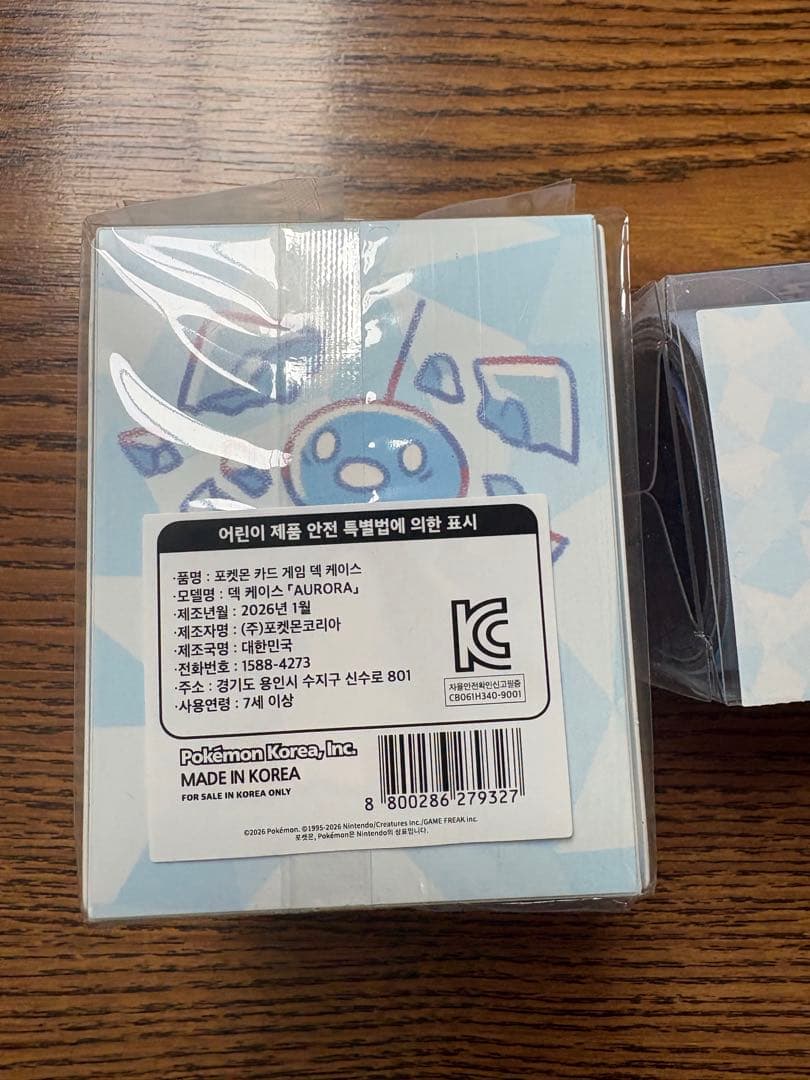 어린이 제품 안전 특별법에 의한 표시
·품명 : 포켓몬 카드 게임 덱 케이스
·모델명 : 덱 케이스 「AURORA」
·제조년월 : 2026년 1월
·제조자명 : (주)포켓몬코리아
·제조국명 : 대한민국
·전화번호 : 1588-4273
·주소 : 경기도 용인시 수지구 신수로 801
·사용연령 : 7세 이상
KC
자율안전확인신고필증
CB061H340-9001
Pokémon Korea, Inc.
MADE IN KOREA
FOR SALE IN KOREA ONLY
8 800286 279327
©2026 Pokémon. ©1995-2026 Nintendo/Creatures Inc./GAME FREAK inc.
포켓몬, Pokémon은 Nintendo의 상표입니다.